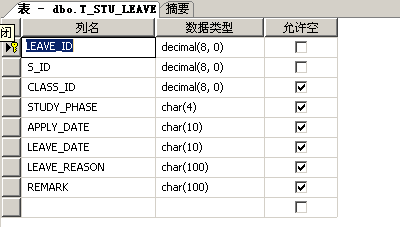 表 - dbo.T_STU_LEAVE 摘要
闭
列名 数据类型 允许空
LEAVE_ID decimal(8, 0)
S_ID decimal(8, 0)
CLASS_ID decimal(8, 0)
STUDY_PHASE char(4)
APPLY_DATE char(10)
LEAVE_DATE char(10)
LEAVE_REASON char(100)
REMARK char(100)